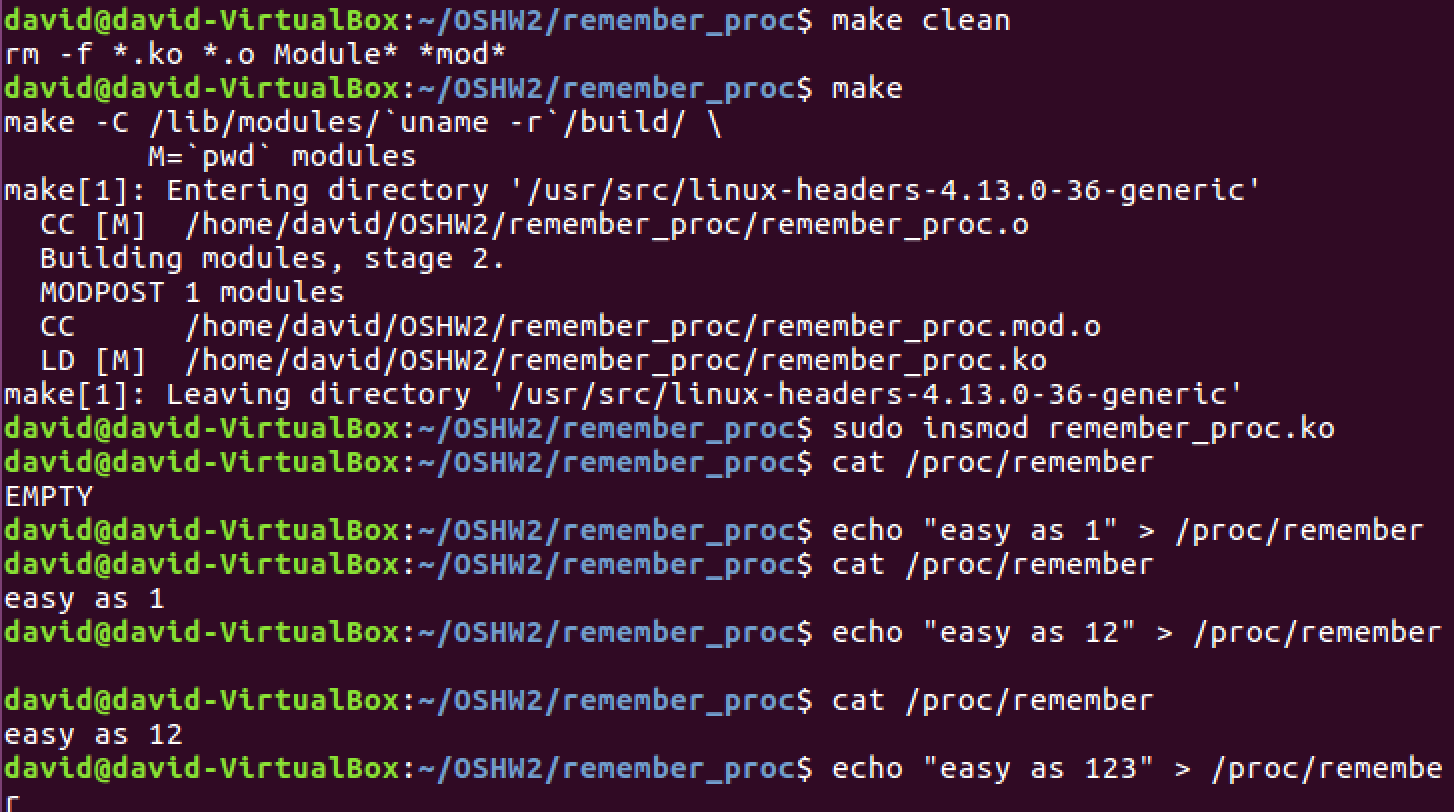 david@david-VirtualBox:~/OSHW2/remember_proc$ make clean
rm -f *.ko *.o Module* *mod*
david@david-VirtualBox:~/OSHW2/remember_proc$ make
make -C /lib/modules/`uname -r`/build/ \
        M=`pwd` modules
make[1]: Entering directory '/usr/src/linux-headers-4.13.0-36-generic'
  CC [M]  /home/david/OSHW2/remember_proc/remember_proc.o
  Building modules, stage 2.
  MODPOST 1 modules
  CC      /home/david/OSHW2/remember_proc/remember_proc.mod.o
  LD [M]  /home/david/OSHW2/remember_proc/remember_proc.ko
make[1]: Leaving directory '/usr/src/linux-headers-4.13.0-36-generic'
david@david-VirtualBox:~/OSHW2/remember_proc$ sudo insmod remember_proc.ko
david@david-VirtualBox:~/OSHW2/remember_proc$ cat /proc/remember
EMPTY
david@david-VirtualBox:~/OSHW2/remember_proc$ echo "easy as 1" > /proc/remember
david@david-VirtualBox:~/OSHW2/remember_proc$ cat /proc/remember
easy as 1
david@david-VirtualBox:~/OSHW2/remember_proc$ echo "easy as 12" > /proc/remember

david@david-VirtualBox:~/OSHW2/remember_proc$ cat /proc/remember
easy as 12
david@david-VirtualBox:~/OSHW2/remember_proc$ echo "easy as 123" > /proc/remembe
r